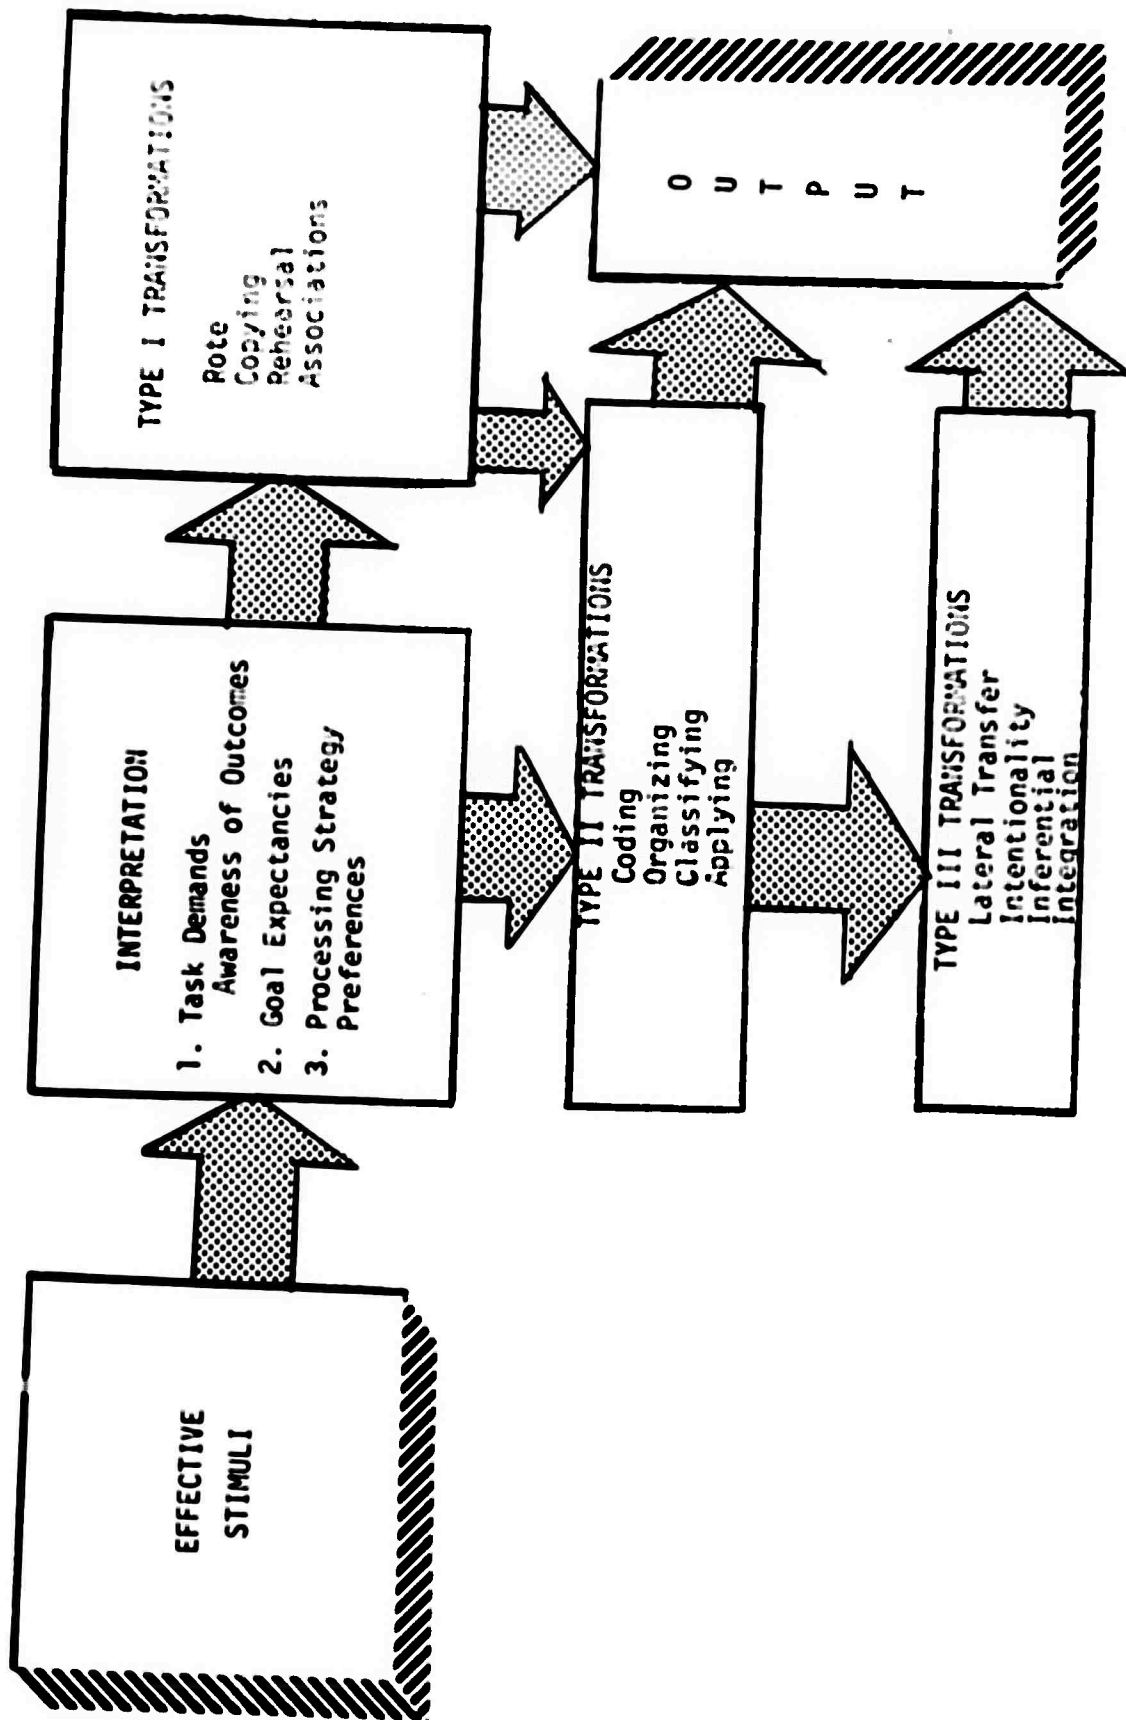 EFFECTIVE
STIMULI
INTERPRETATION
1. Task Demands
Awareness of Outcomes
2. Goal Expectancies
3. Processing Strategy
Preferences
TYPE I TRANSFORMATIONS
Rote
Copying
Rehearsal
Associations
TYPE II TRANSFORMATIONS
Coding
Organizing
Classifying
Applying
TYPE III TRANSFORMATIONS
Lateral Transfer
Intentionality
Inferential
Integration
O
U
T
P
U
T